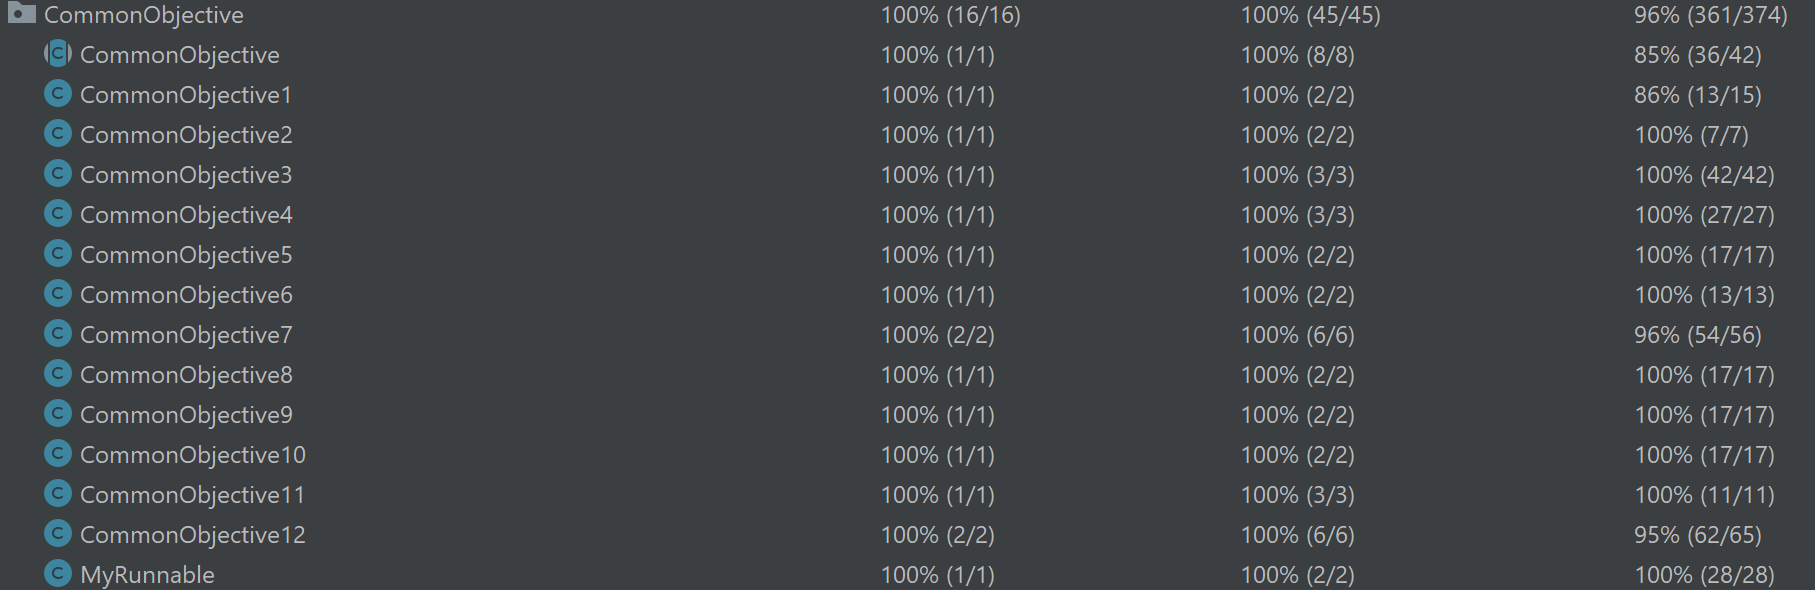 CommonObjective 100% (16/16) 100% (45/45) 96% (361/374)
C CommonObjective 100% (1/1) 100% (8/8) 85% (36/42)
C CommonObjective1 100% (1/1) 100% (2/2) 86% (13/15)
C CommonObjective2 100% (1/1) 100% (2/2) 100% (7/7)
C CommonObjective3 100% (1/1) 100% (3/3) 100% (42/42)
C CommonObjective4 100% (1/1) 100% (3/3) 100% (27/27)
C CommonObjective5 100% (1/1) 100% (2/2) 100% (17/17)
C CommonObjective6 100% (1/1) 100% (2/2) 100% (13/13)
C CommonObjective7 100% (2/2) 100% (6/6) 96% (54/56)
C CommonObjective8 100% (1/1) 100% (2/2) 100% (17/17)
C CommonObjective9 100% (1/1) 100% (2/2) 100% (17/17)
C CommonObjective10 100% (1/1) 100% (2/2) 100% (17/17)
C CommonObjective11 100% (1/1) 100% (3/3) 100% (11/11)
C CommonObjective12 100% (2/2) 100% (6/6) 95% (62/65)
C MyRunnable 100% (1/1) 100% (2/2) 100% (28/28)